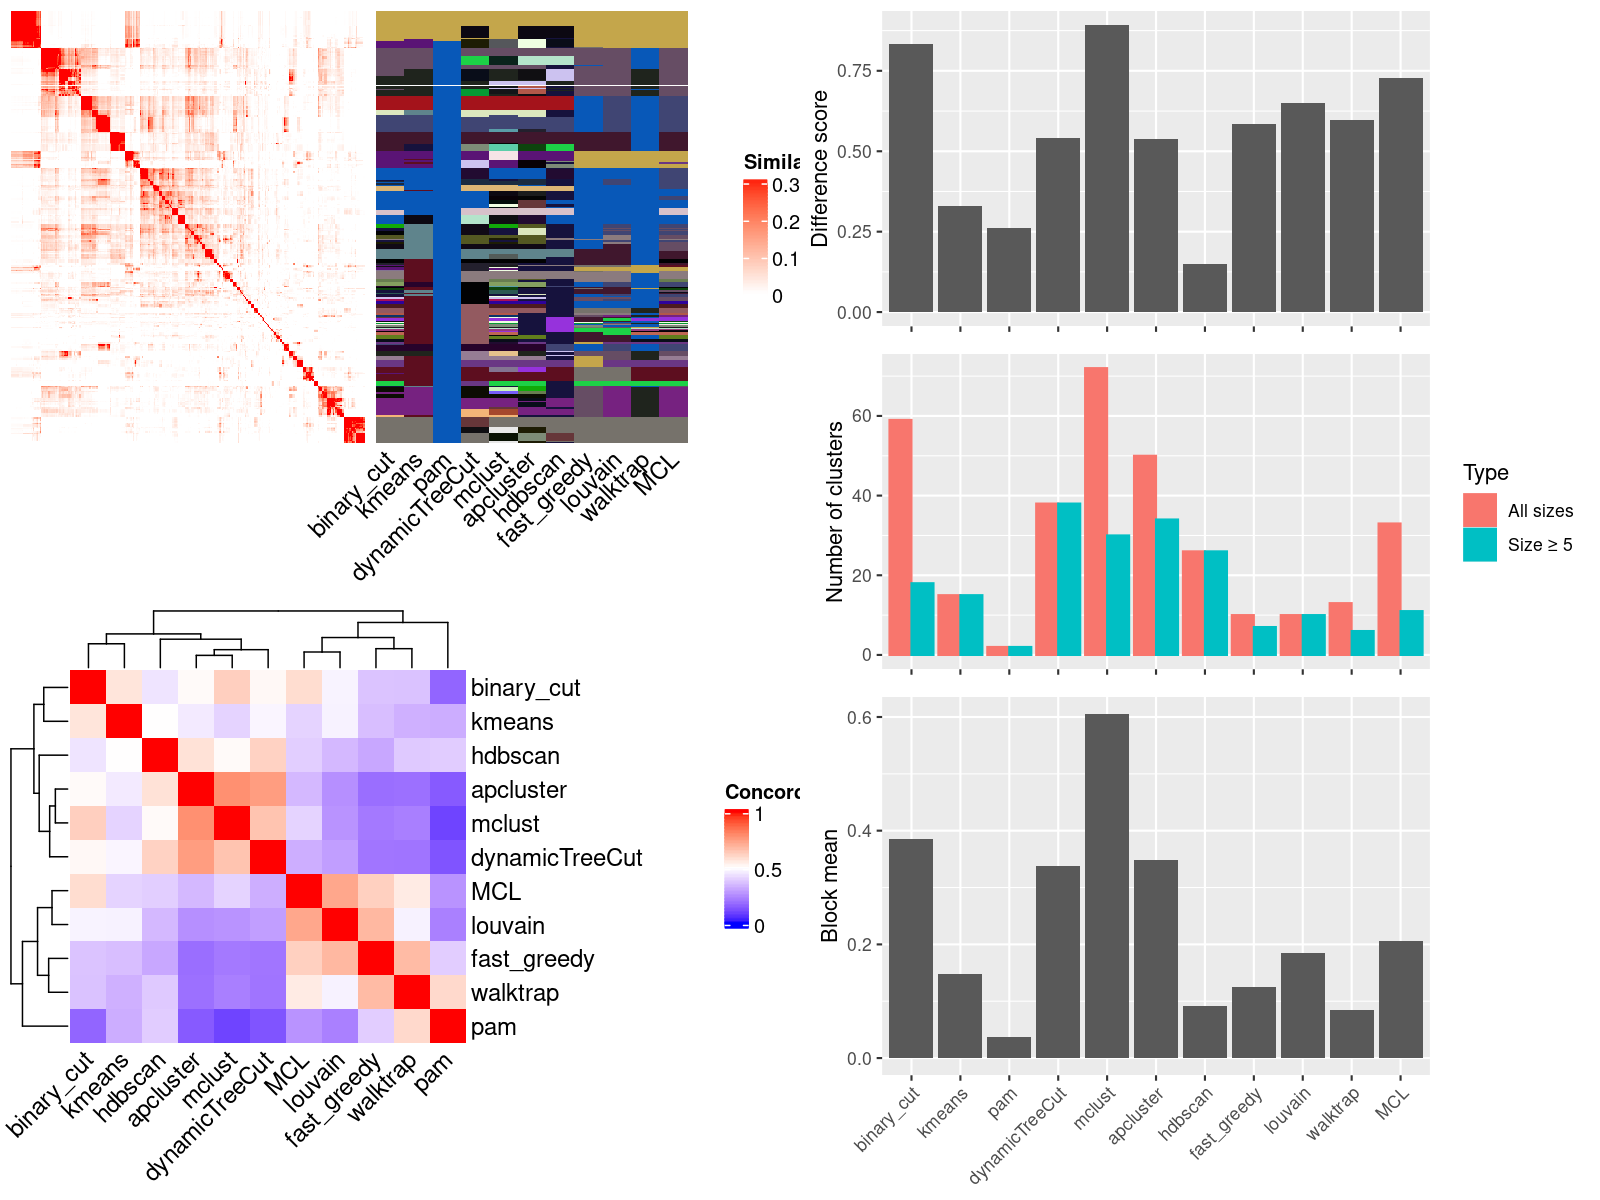 Simila
0.3
0.2
0.1
0
binary_cut
kmeans
pam
dynamicTreeCut
mclust
apcluster
hdbscan
fast_greedy
louvain
walktrap
MCL
Difference score
0.75
0.50
0.25
0.00
Number of clusters
60
40
20
0
Type
All sizes
Size ≥ 5
binary_cut
kmeans
hdbscan
apcluster
mclust
dynamicTreeCut
MCL
louvain
fast_greedy
walktrap
pam
binary_cut
kmeans
hdbscan
apcluster
mclust
dynamicTreeCut
MCL
louvain
fast_greedy
walktrap
pam
Concord
1
0.5
0
Block mean
0.6
0.4
0.2
0.0
binary_cut
kmeans
pam
dynamicTreeCut
mclust
apcluster
hdbscan
fast_greedy
louvain
walktrap
MCL